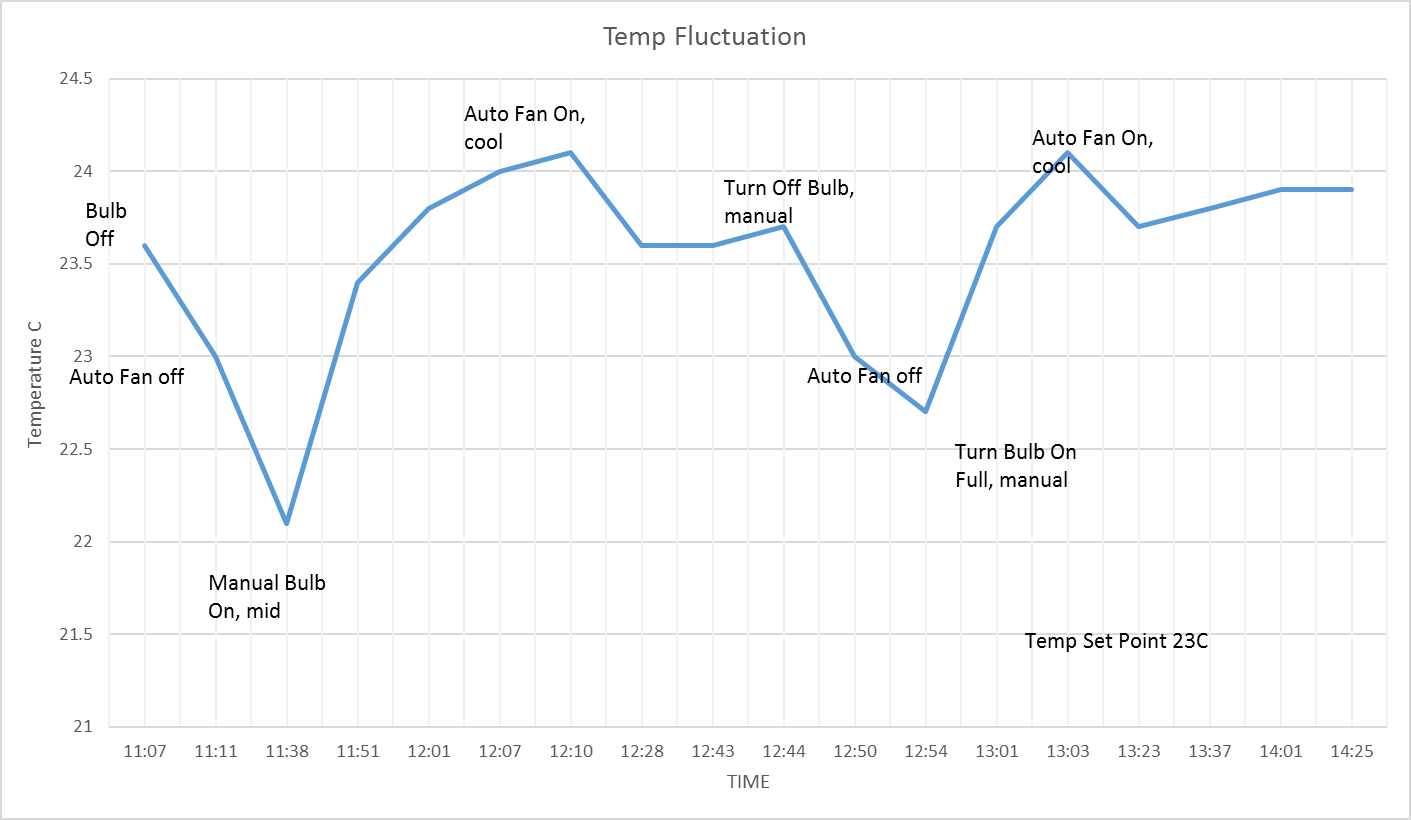 Temp Fluctuation
24.5
24
23.5
23
22.5
22
21.5
21
Temperature C
Bulb
Off
Auto Fan off
Manual Bulb
On, mid
Auto Fan On,
cool
Turn Off Bulb,
manual
Auto Fan off
Turn Bulb On
Full, manual
Auto Fan On,
cool
Temp Set Point 23C
11:07 11:11 11:38 11:51 12:01 12:07 12:10 12:28 12:43 12:44 12:50 12:54 13:01 13:03 13:23 13:37 14:01 14:25
TIME